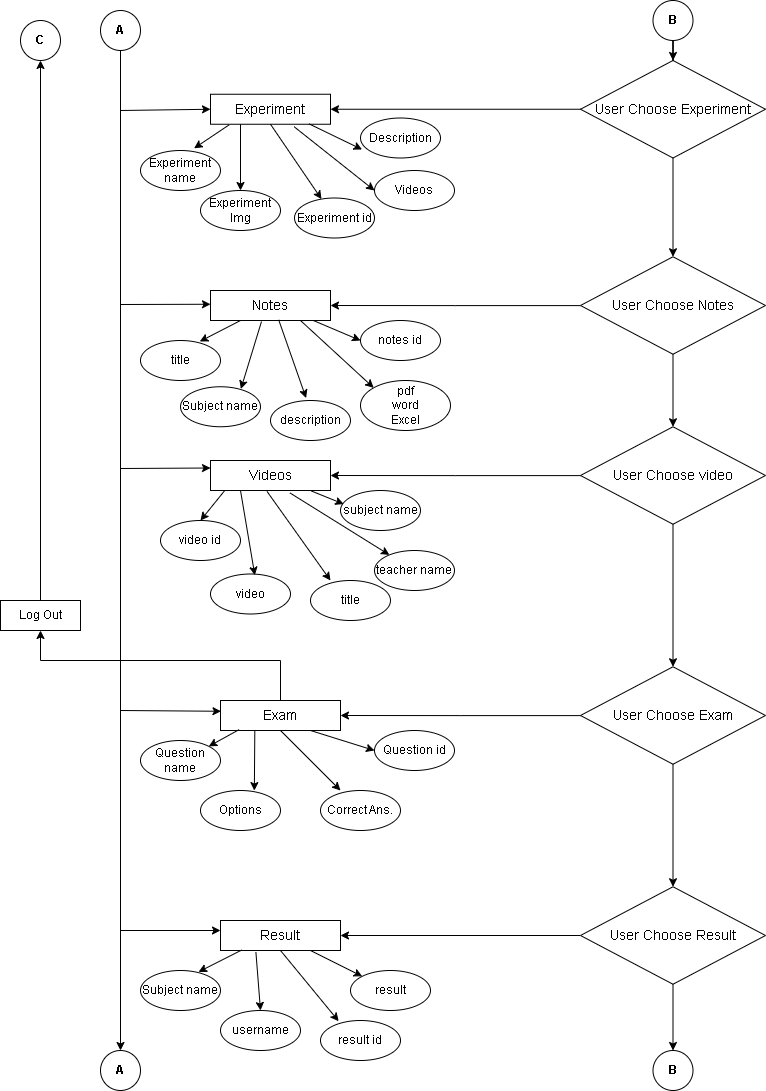 B
A
C
Experiment
User Choose Experiment
Description
Experiment
name
Videos
Experiment
Img
Experiment id
Notes
User Choose Notes
notes id
title
pdf
word
Excel
Subject name
description
Videos
User Choose video
subject name
video id
teacher name
video
title
Log Out
Exam
User Choose Exam
Question id
Question
name
Options
Correct Ans.
Result
User Choose Result
Subject name
result
username
result id
A
B